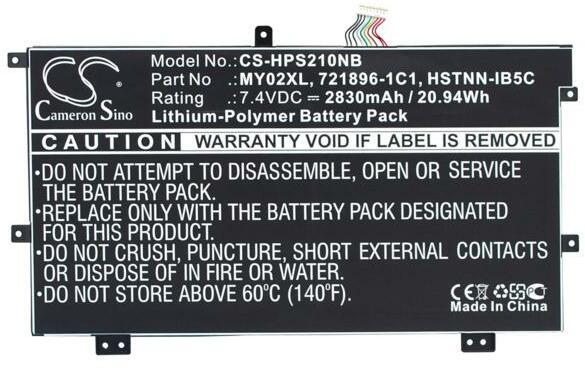 CS
Cameron Sino
Model No :CS-HPS210NB
Part No :MY02XL, 721896-1C1, HSTNN-IB5C
Rating :7.4VDC ⎓ 2830mAh / 20.94Wh
Lithium-Polymer Battery Pack
CAUTION WARRANTY VOID IF LABEL IS REMOVED
•DO NOT ATTEMPT TO DISASSEMBLE, OPEN OR SERVICE
THE BATTERY PACK.
•REPLACE ONLY WITH THE BATTERY PACK DESIGNATED
FOR THIS PRODUCT.
•DO NOT CRUSH, PUNCTURE, SHORT EXTERNAL CONTACTS
OR DISPOSE OF IN FIRE OR WATER.
•DO NOT STORE ABOVE 60°C (140°F).
CE
Made In China